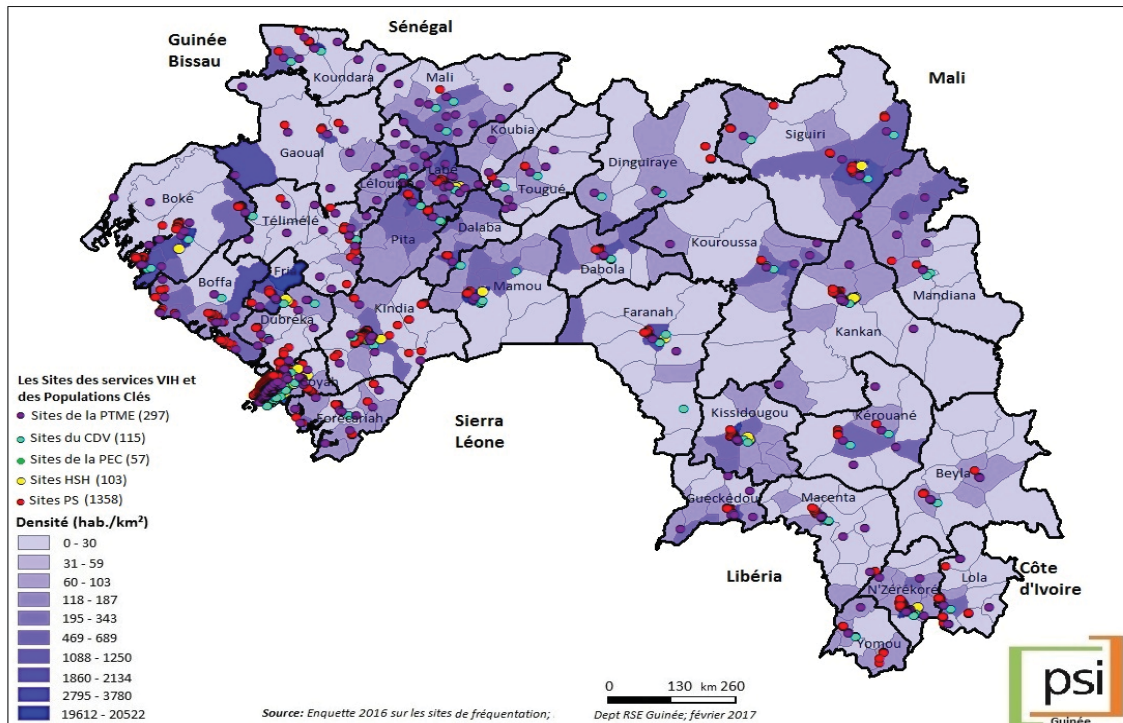 Sénégal
Guinée
Bissau
Koundara
Mali
Mali
Koubia
Siguiri
Gaoual
Dinguiraye
Labé
Lélouma
Tougué
Boké
Télimélé
Dalaba
Pita
Kouroussa
Dabola
Fria
Boffa
Mamou
Mandiana
Kindia
Dubréka
Faranah
Kankan
Coyah
Forécariah
Sierra
Léone
Kissidougou
Kérouané
Beyla
Gueckédou
Macenta
Libéria
Côte
d'Ivoire
Lola
N'Zérékoré
Yomou
Les Sites des services VIH et
des Populations Clés
Sites de la PTME (297)
Sites du CDV (115)
Sites de la PEC (57)
Sites HSH (103)
Sites PS (1358)
Densité (hab./km²)
0 - 30
31 - 59
60 - 103
118 - 187
195 - 343
469 - 689
1088 - 1250
1860 - 2134
2795 - 3780
19612 - 20522
0 130 km 260
Source: Enquette 2016 sur les sites de fréquentation; Dept RSE Guinée; février 2017
psi
Guinée